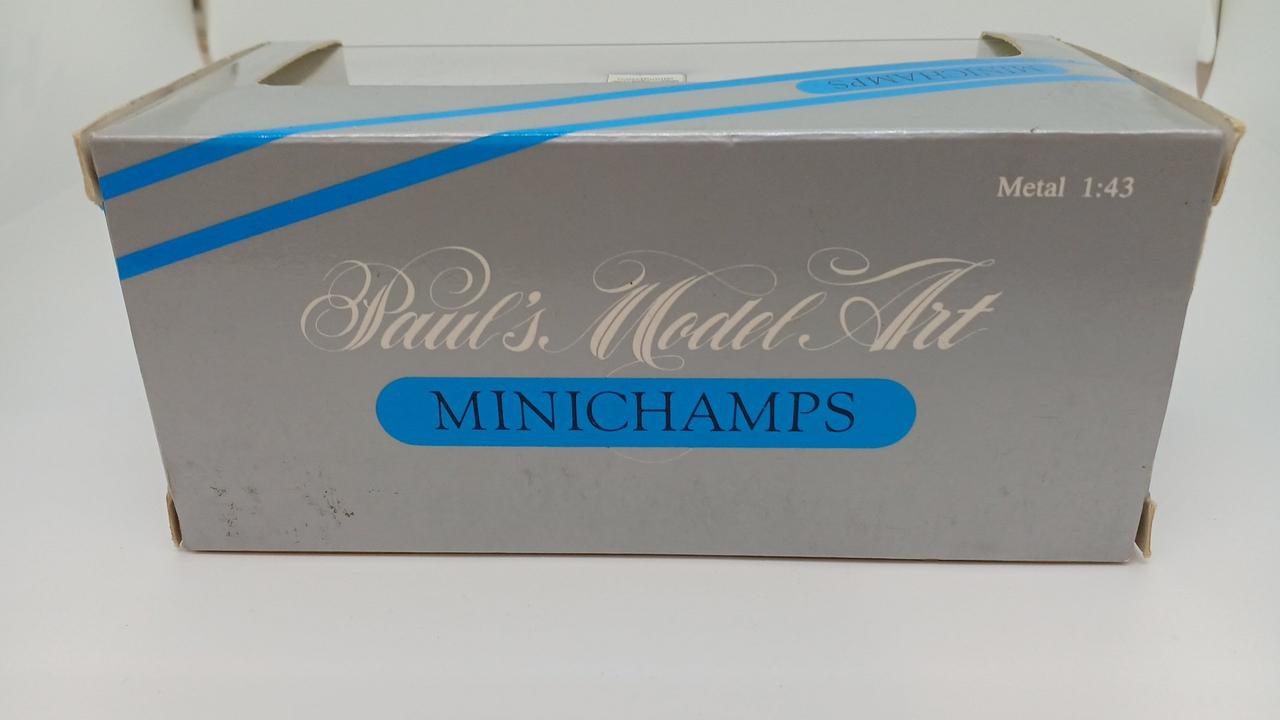 MINICHAMPS
Metal 1:43
Paul's Model Art
MINICHAMPS